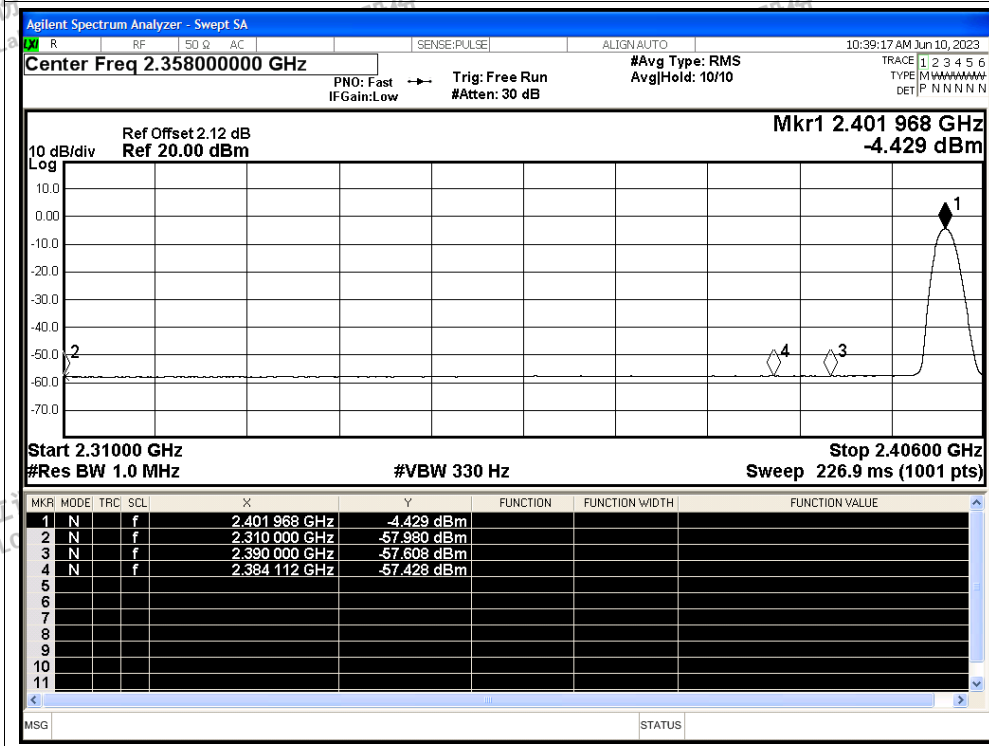 Agilent Spectrum Analyzer - Swept SA
LXI R RF 50 Ω AC SENSE:PULSE ALIGN AUTO 10:39:17 AM Jun 10, 2023
Center Freq 2.358000000 GHz
PNO: Fast
IFGain:Low
Trig: Free Run
#Atten: 30 dB
#Avg Type: RMS
Avg|Hold: 10/10
TRACE 1 2 3 4 5 6
TYPE M W W W W W
DET P N N N N N
Ref Offset 2.12 dB
Ref 20.00 dBm
10 dB/div
Log
Mkr1 2.401 968 GHz
-4.429 dBm
10.0
0.00
-10.0
-20.0
-30.0
-40.0
-50.0
-60.0
-70.0
2
4
3
1
Start 2.31000 GHz Stop 2.40600 GHz
#Res BW 1.0 MHz #VBW 330 Hz Sweep 226.9 ms (1001 pts)
MKR MODE TRC SCL X Y FUNCTION FUNCTION WIDTH FUNCTION VALUE
1 N f 2.401 968 GHz -4.429 dBm
2 N f 2.310 000 GHz -57.980 dBm
3 N f 2.390 000 GHz -57.608 dBm
4 N f 2.384 112 GHz -57.428 dBm
5
6
7
8
9
10
11
MSG STATUS